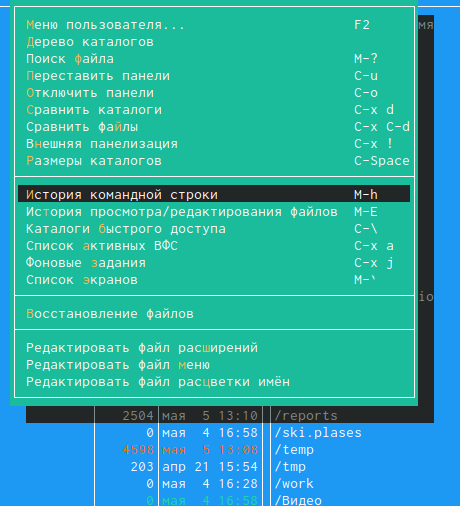 Меню пользователя... F2
мя
Дерево каталогов
Поиск файла M-?
Переставить панели C-u
Отключить панели C-o
Сравнить каталоги C-x d
Сравнить файлы C-x C-d
Внешняя панелизация C-x !
Размеры каталогов C-Space
История командной строки M-h
История просмотра/редактирования файлов M-E
Каталоги быстрого доступа C-\
Список активных ВФС C-x a
Фоновые задания C-x j
Список экранов M-`
io
Восстановление файлов
Редактировать файл расширений
Редактировать файл меню
Редактировать файл расцветки имён
2504 мая 5 13:10 /reports
0 мая 4 16:58 /ski.plases
4598 мая 5 13:08 /temp
203 апр 21 15:54 /tmp
0 мая 4 16:28 /work
0 мая 4 16:58 /Видео